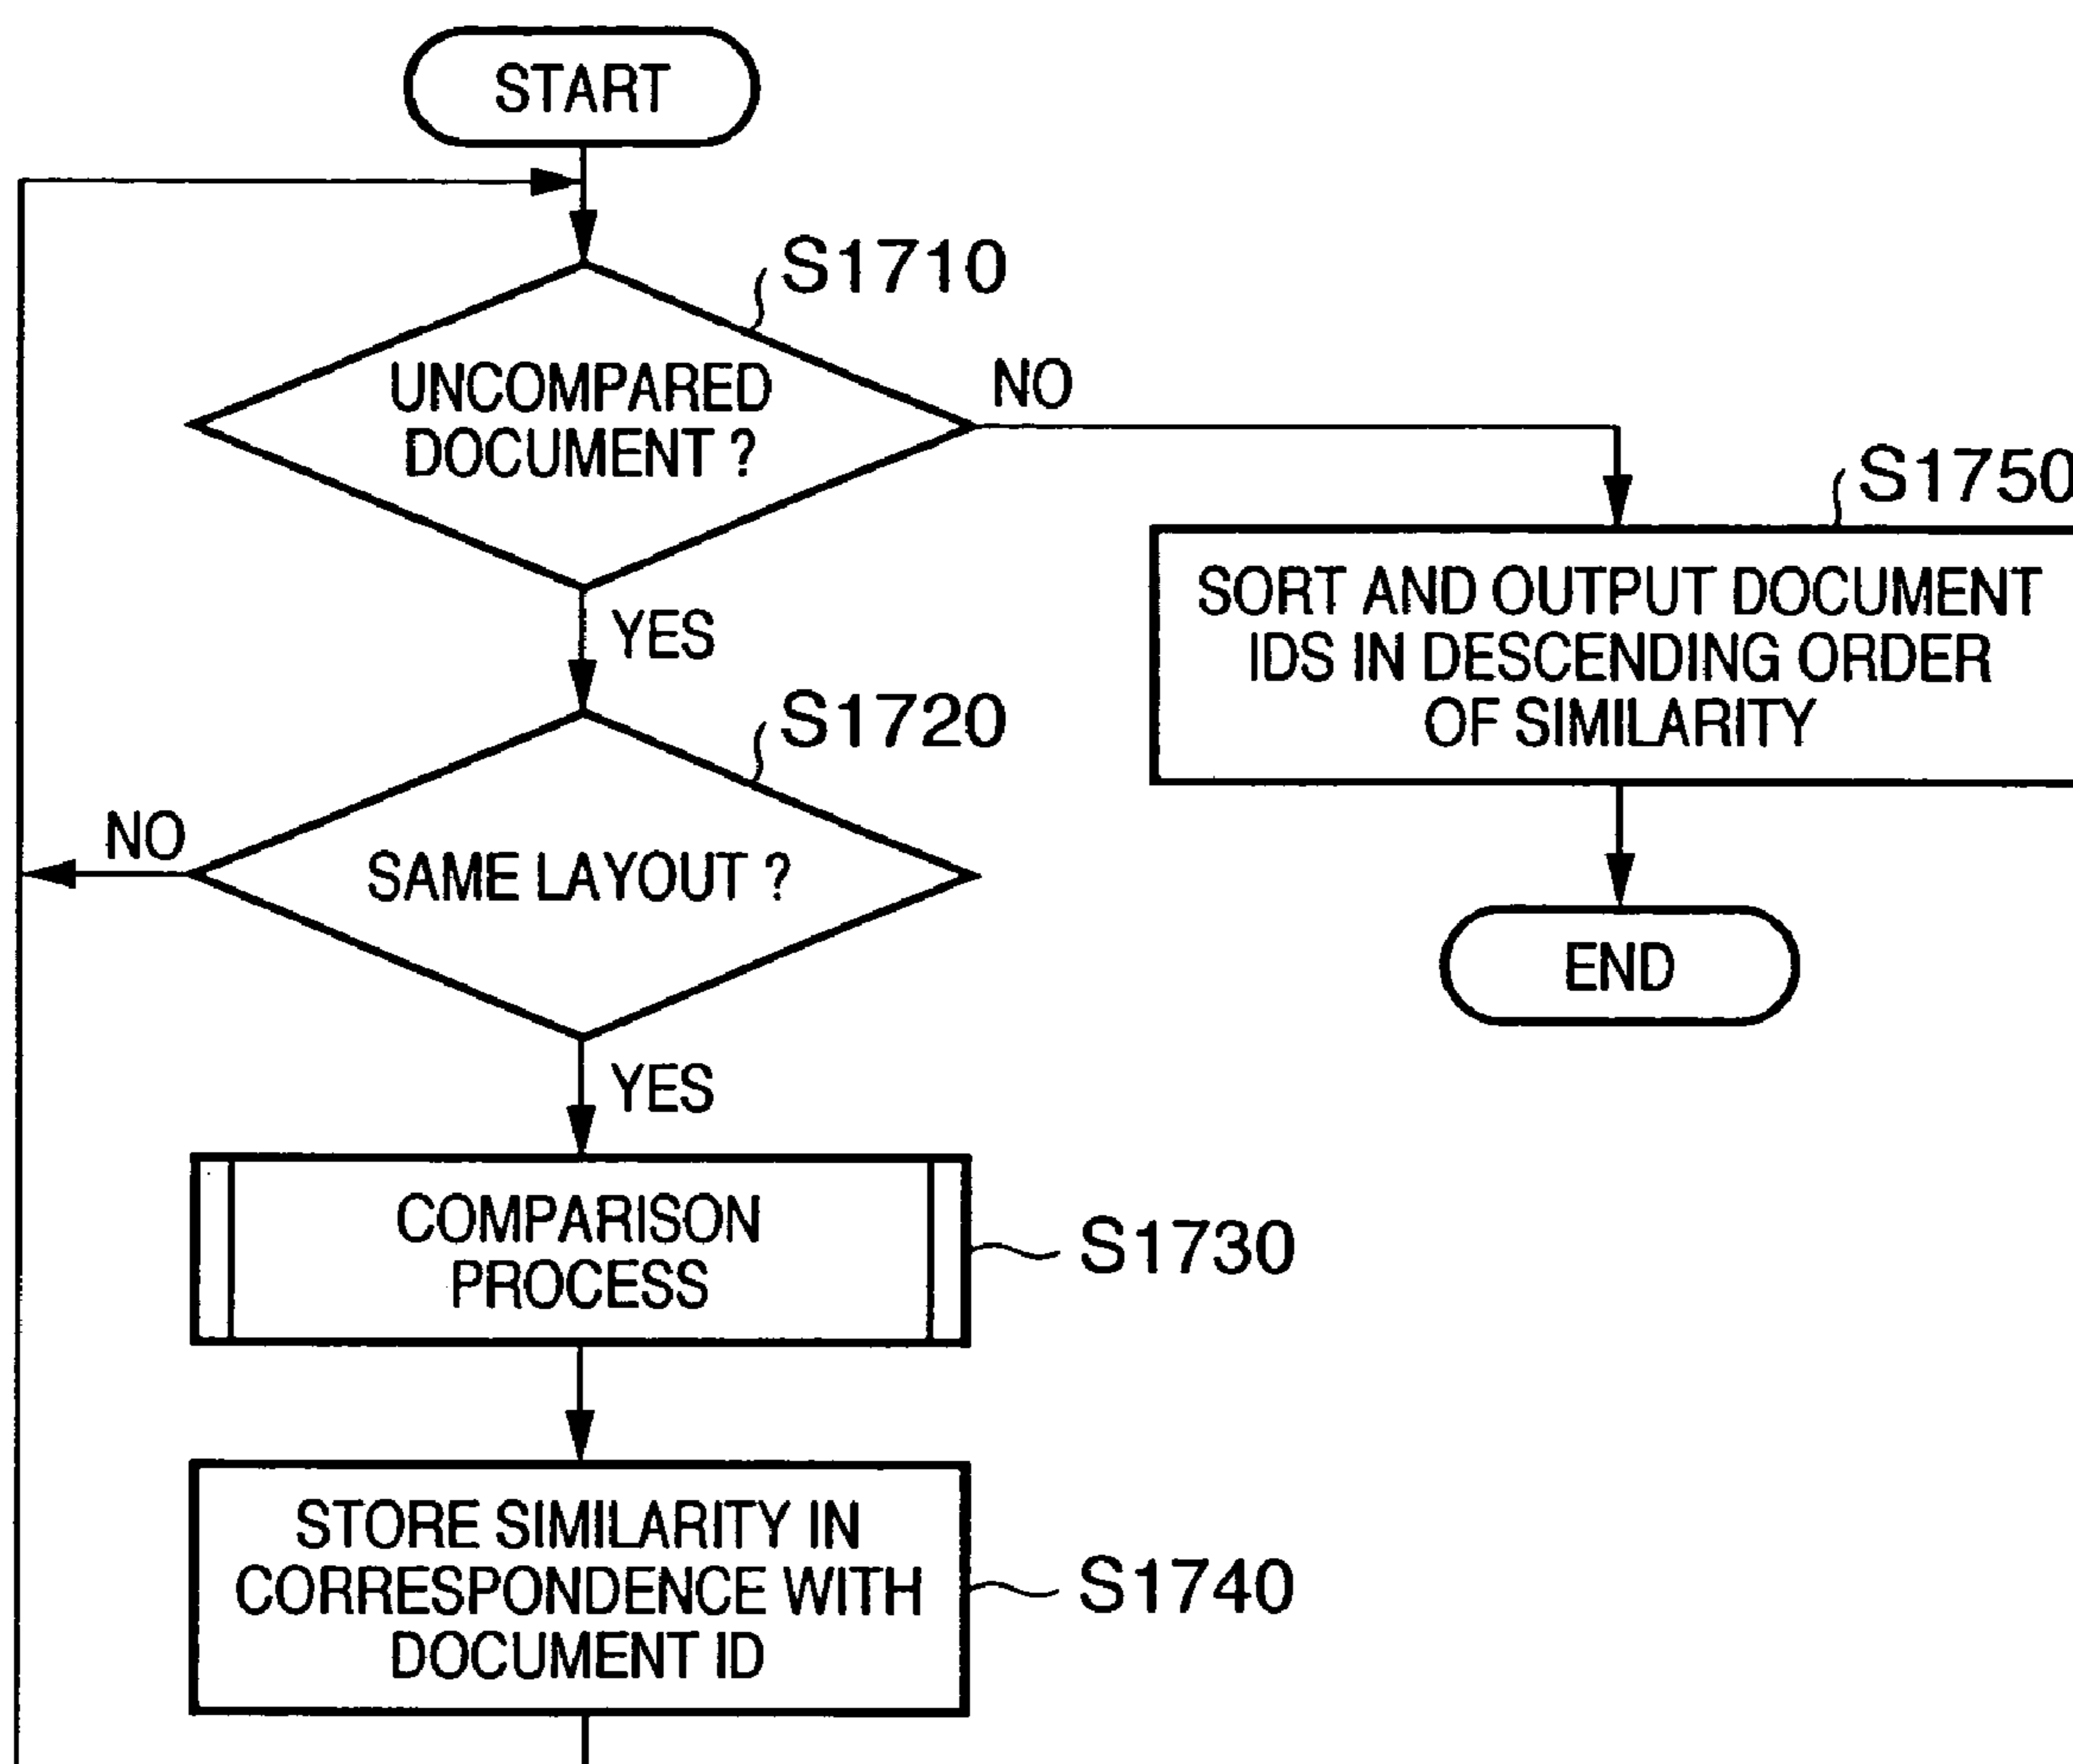 START
S1710
UNCOMPARED
DOCUMENT ?
NO
YES
S1750
SORT AND OUTPUT DOCUMENT
IDS IN DESCENDING ORDER
OF SIMILARITY
S1720
NO
SAME LAYOUT ?
END
YES
COMPARISON
PROCESS
S1730
STORE SIMILARITY IN
CORRESPONDENCE WITH
DOCUMENT ID
S1740